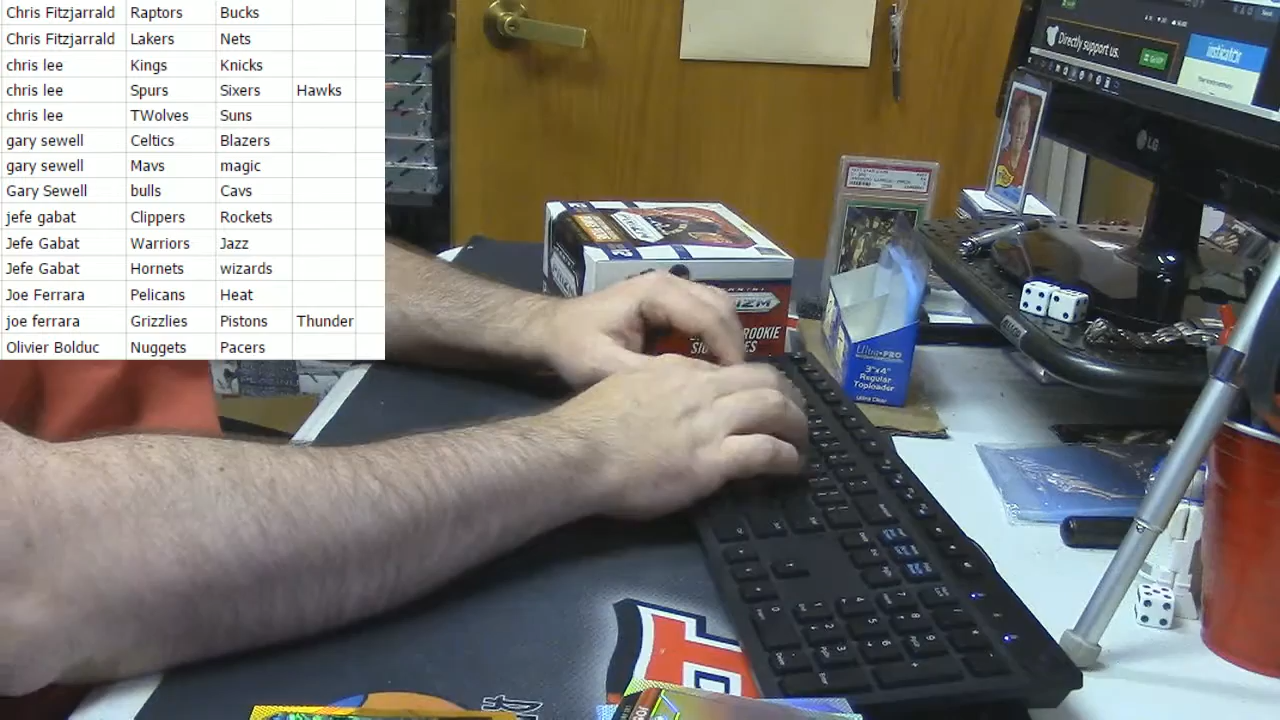 Chris Fitzjarrald Raptors Bucks
Chris Fitzjarrald Lakers Nets
chris lee Kings Knicks
chris lee Spurs Sixers Hawks
chris lee TWolves Suns
gary sewell Celtics Blazers
gary sewell Mavs magic
Gary Sewell bulls Cavs
jefe gabat Clippers Rockets
Jefe Gabat Warriors Jazz
Jefe Gabat Hornets wizards
Joe Ferrara Pelicans Heat
joe ferrara Grizzlies Pistons Thunder
Olivier Bolduc Nuggets Pacers
Directly support us.
insticator
LG
ROOKIE
Ultra·PRO
3"x4"
Regular
Toploader
Ultra Clear